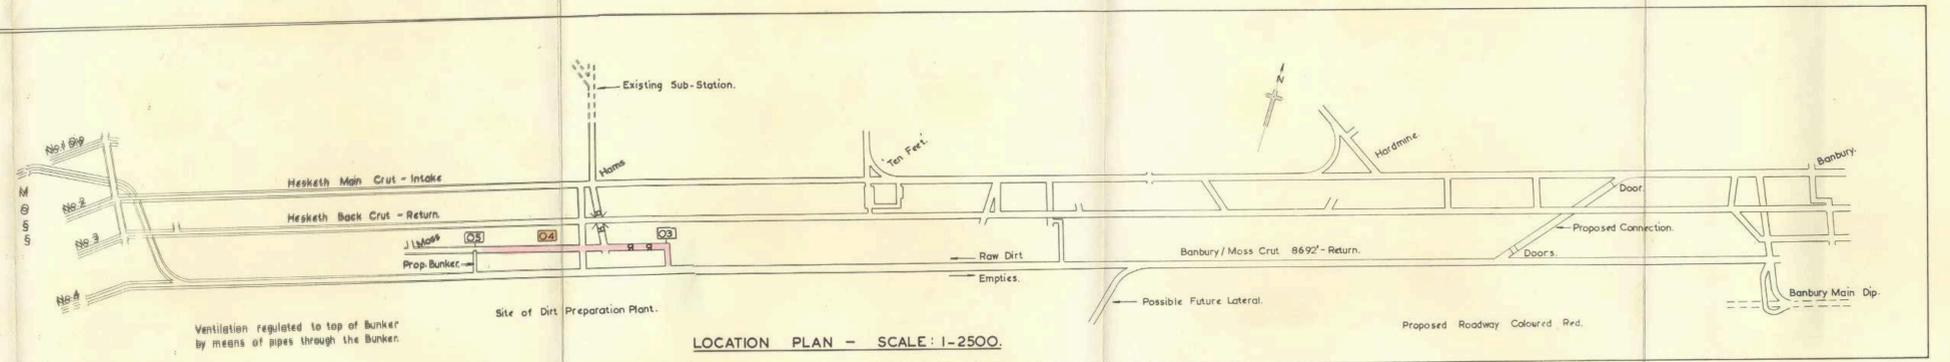 Existing Sub-Station.
N
No.1 Dip
Hams
'Ten Feet'.
Hardmine.
Banbury.
MOSS
Hesketh Main Crut - Intake
No.2
Door.
Hesketh Back Crut - Return.
No.3
J L Moss
O5
O4
O3
Proposed Connection.
Prop. Bunker
Raw Dirt
Banbury / Moss Crut 8692' - Return.
Doors.
Empties.
No.4
Possible Future Lateral.
Banbury Main Dip.
Site of Dirt Preparation Plant.
Ventilation regulated to top of Bunker
by means of pipes through the Bunker.
Proposed Roadway Coloured Red.
LOCATION PLAN - SCALE: 1-2500.